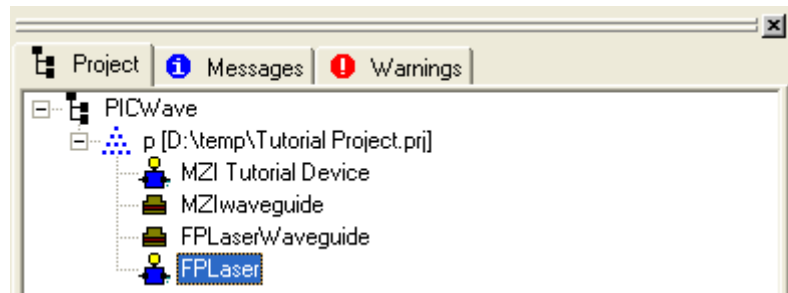 Project Messages Warnings
PICWave
p [D:\temp\Tutorial Project.prj]
MZI Tutorial Device
MZIwaveguide
FPLaserWaveguide
FPLaser